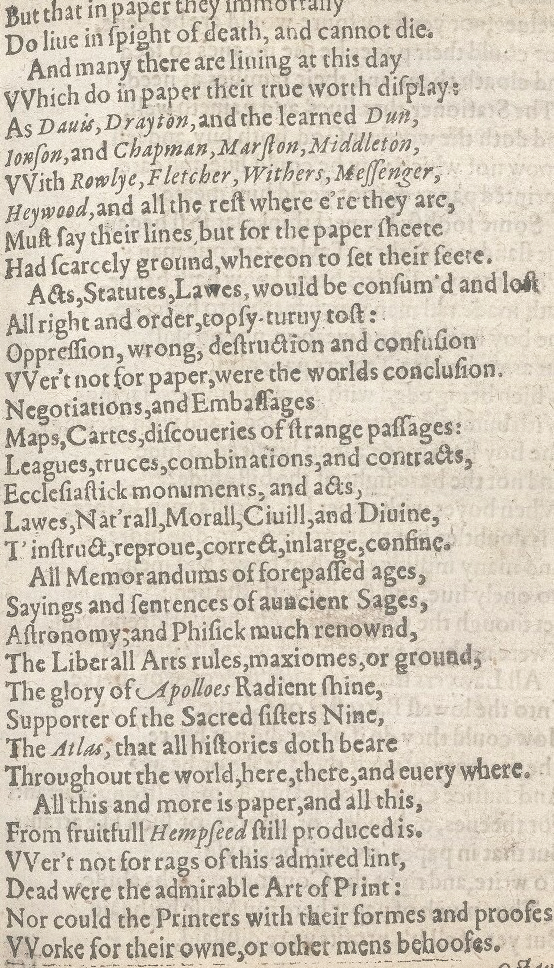 But that in paper they immortally
Do liue in ſpight of death, and cannot die.
And many there are liuing at this day
VVhich do in paper their true worth diſplay:
As Dauis, Drayton, and the learned Dun,
Ionſon, and Chapman, Marſton, Middleton,
VVith Rowlye, Fletcher, Withers, Meſſenger,
Heywood, and all the reſt where e're they are,
Muſt ſay their lines, but for the paper ſheete
Had ſcarcely ground, whereon to ſet their feete.
Acts, Statutes, Lawes, would be conſum'd and loſt
All right and order, topſy-turuy toſt:
Oppreſſion, wrong, deſtruction and confuſion
VVer't not for paper, were the worlds concluſion.
Negotiations, and Embaſſages
Maps, Cartes, diſcoueries of ſtrange paſſages:
Leagues, truces, combinations, and contracts,
Eccleſiaſtick monuments, and acts,
Lawes, Nat'rall, Morall, Ciuill, and Diuine,
T'inſtruct, reproue, correct, inlarge, confine.
All Memorandums of forepaſſed ages,
Sayings and ſentences of auncient Sages,
Aſtronomy; and Phiſick much renownd,
The Liberall Arts rules, maxiomes, or ground,
The glory of Apolloes Radient ſhine,
Supporter of the Sacred ſiſters Nine,
The Atlas, that all hiſtories doth beare
Throughout the world, here, there, and euery where.
All this and more is paper, and all this,
From fruitfull Hempſeed ſtill produced is.
VVer't not for rags of this admired lint,
Dead were the admirable Art of Print:
Nor could the Printers with their formes and proofes
VVorke for their owne, or other mens behoofes.